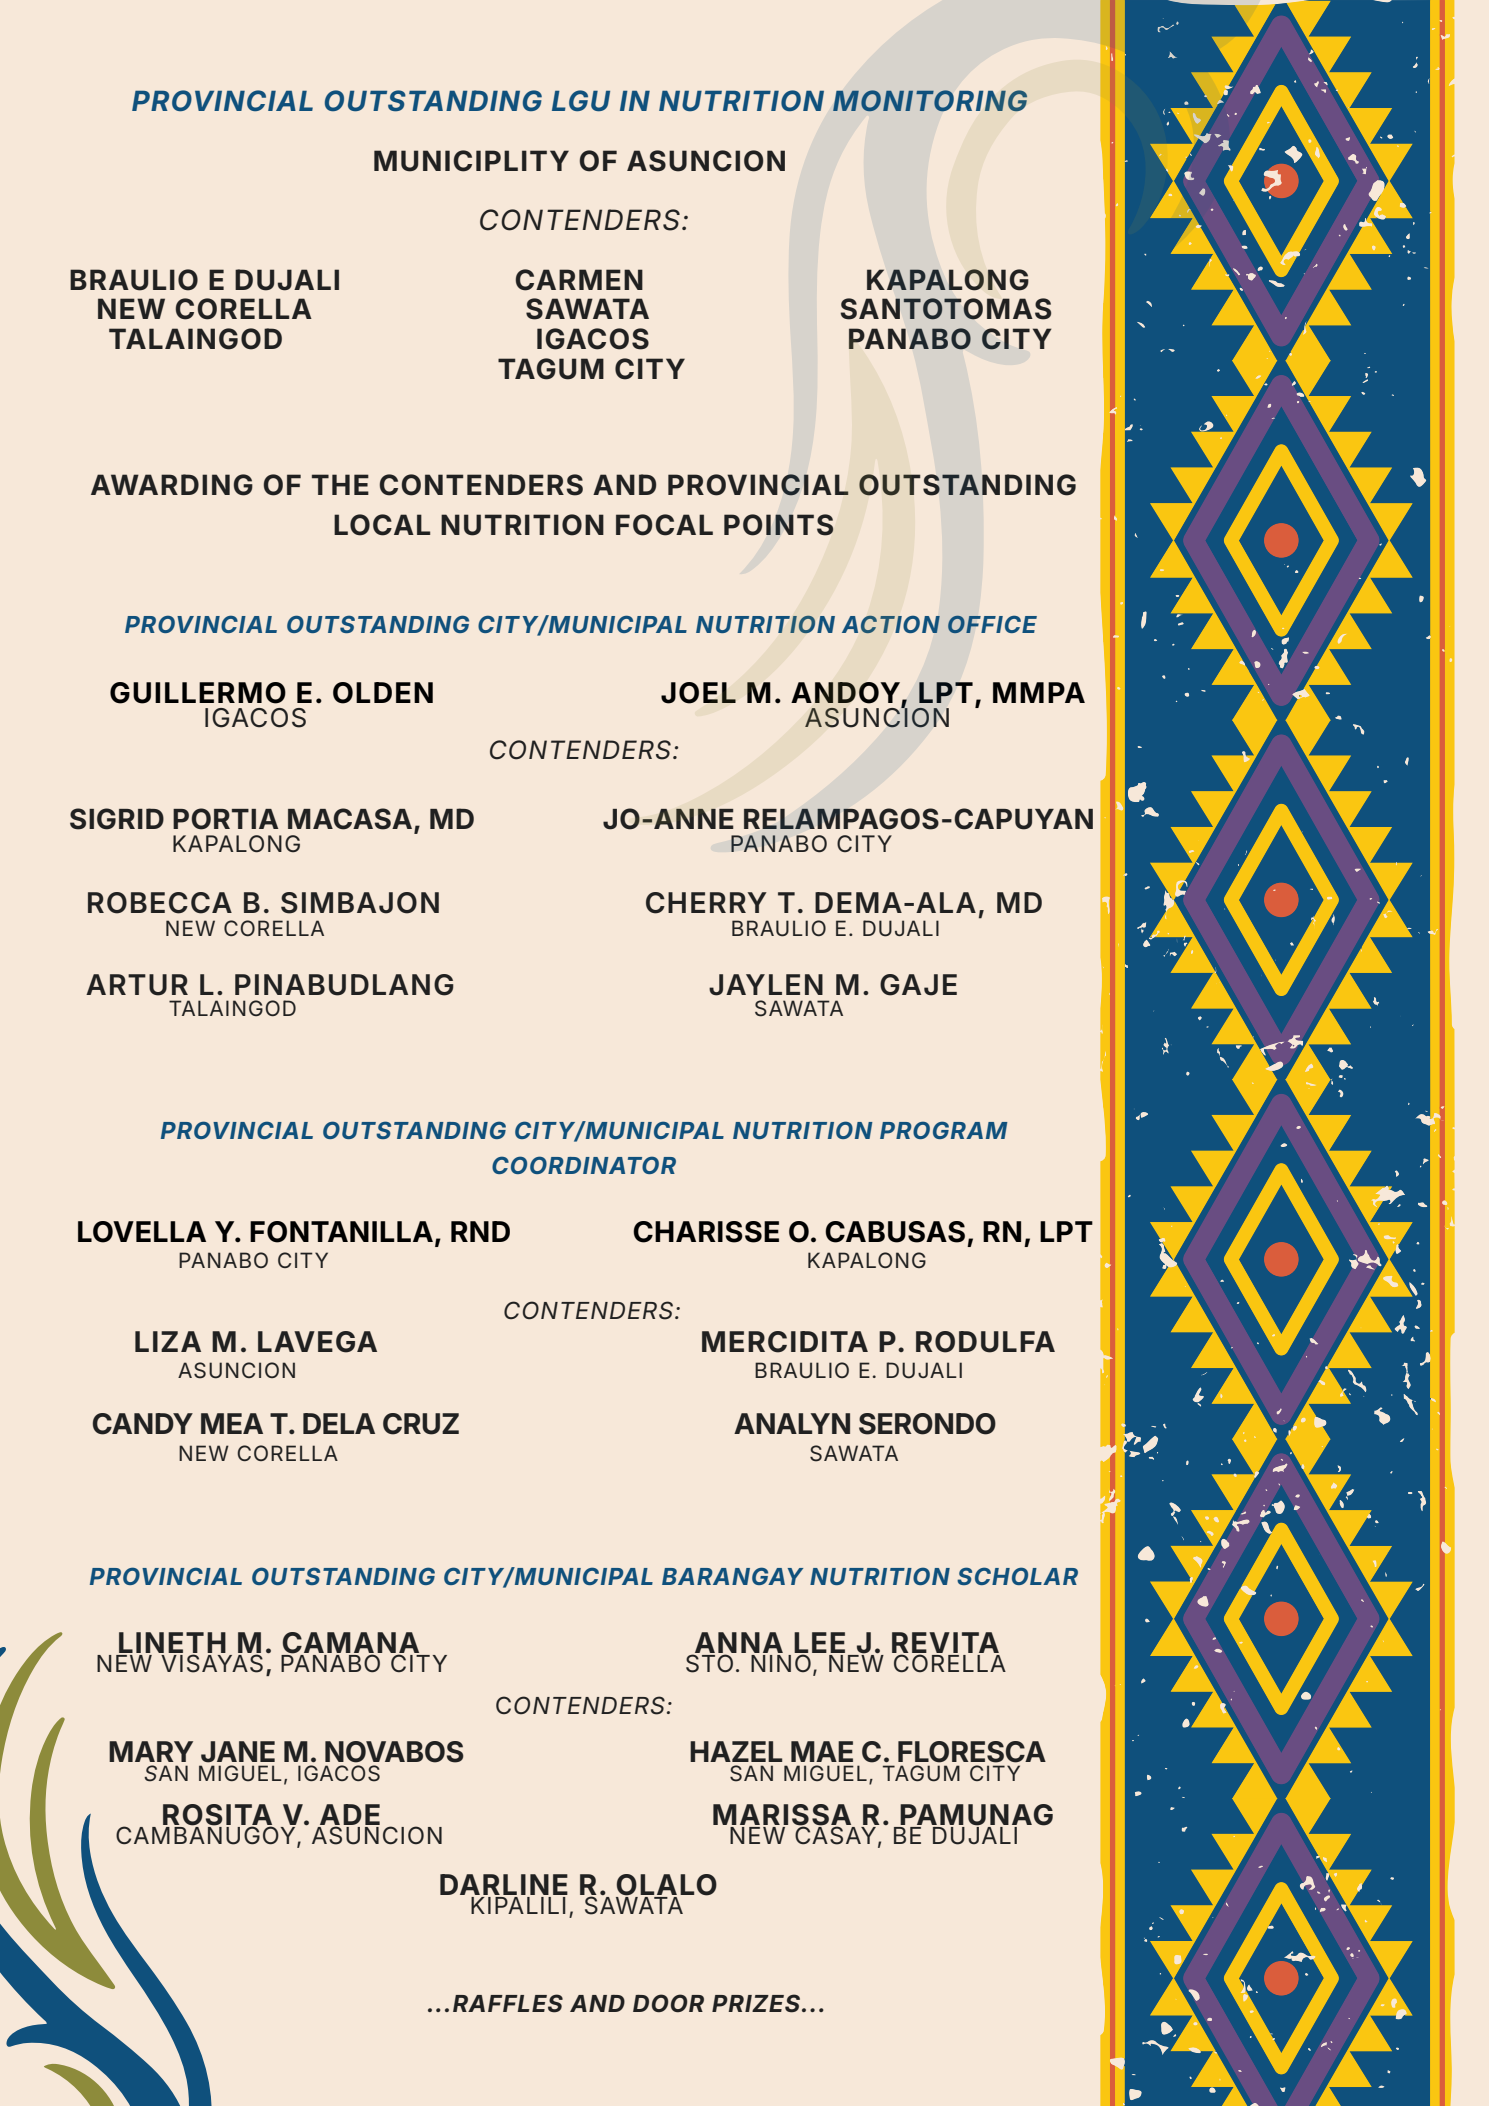 PROVINCIAL OUTSTANDING LGU IN NUTRITION MONITORING
MUNICIPLITY OF ASUNCION
CONTENDERS:
BRAULIO E DUJALI
NEW CORELLA
TALAINGOD
CARMEN
SAWATA
IGACOS
TAGUM CITY
KAPALONG
SANTOTOMAS
PANABO CITY
AWARDING OF THE CONTENDERS AND PROVINCIAL OUTSTANDING
LOCAL NUTRITION FOCAL POINTS
PROVINCIAL OUTSTANDING CITY/MUNICIPAL NUTRITION ACTION OFFICE
GUILLERMO E. OLDEN
IGACOS
JOEL M. ANDOY, LPT, MMPA
ASUNCION
CONTENDERS:
SIGRID PORTIA MACASA, MD
KAPALONG
JO-ANNE RELAMPAGOS-CAPUYAN
PANABO CITY
ROBECCA B. SIMBAJON
NEW CORELLA
CHERRY T. DEMA-ALA, MD
BRAULIO E. DUJALI
ARTUR L. PINABUDLANG
TALAINGOD
JAYLEN M. GAJE
SAWATA
PROVINCIAL OUTSTANDING CITY/MUNICIPAL NUTRITION PROGRAM
COORDINATOR
LOVELLA Y. FONTANILLA, RND
PANABO CITY
CHARISSE O. CABUSAS, RN, LPT
KAPALONG
CONTENDERS:
LIZA M. LAVEGA
ASUNCION
MERCIDITA P. RODULFA
BRAULIO E. DUJALI
CANDY MEA T. DELA CRUZ
NEW CORELLA
ANALYN SERONDO
SAWATA
PROVINCIAL OUTSTANDING CITY/MUNICIPAL BARANGAY NUTRITION SCHOLAR
LINETH M. CAMANA
NEW VISAYAS, PANABO CITY
ANNA LEE J. REVITA
STO. NINO, NEW CORELLA
CONTENDERS:
MARY JANE M. NOVABOS
SAN MIGUEL, IGACOS
HAZEL MAE C. FLORESCA
SAN MIGUEL, TAGUM CITY
ROSITA V. ADE
CAMBANUGOY, ASUNCION
MARISSA R. PAMUNAG
NEW CASAY, BE DUJALI
DARLINE R. OLALO
KIPALILI, SAWATA
...RAFFLES AND DOOR PRIZES...